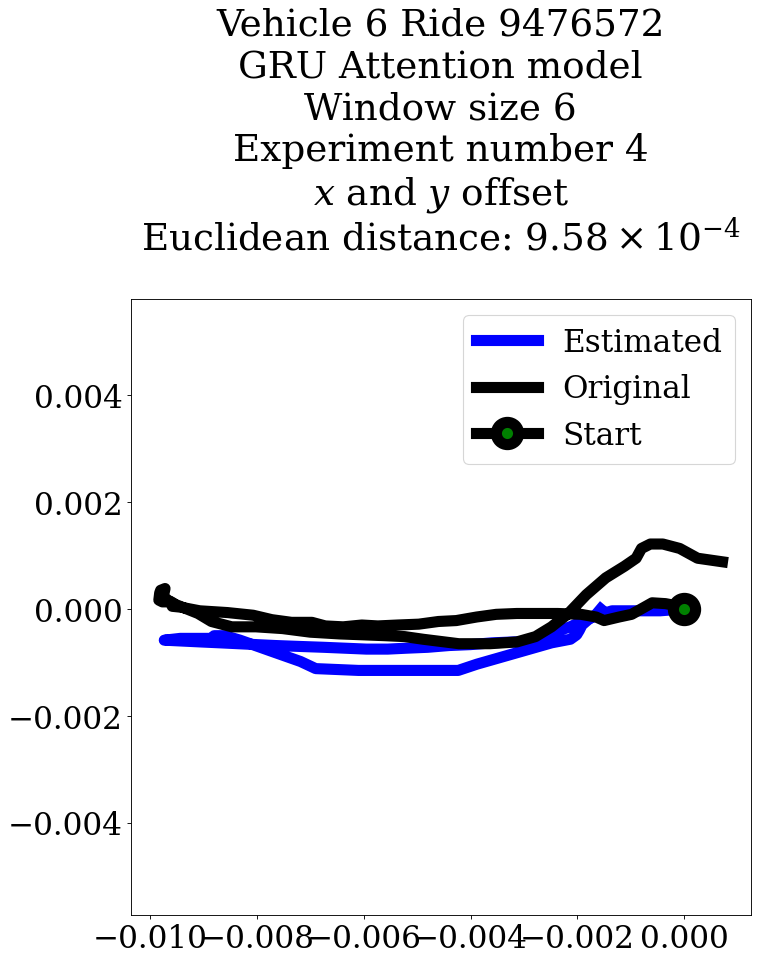 Vehicle 6 Ride 9476572
GRU Attention model
Window size 6
Experiment number 4
x and y offset
Euclidean distance: 9.58 × 10⁻⁴
Estimated
Original
Start
0.004
0.002
0.000
−0.002
−0.004
−0.010 −0.008 −0.006 −0.004 −0.002 0.000